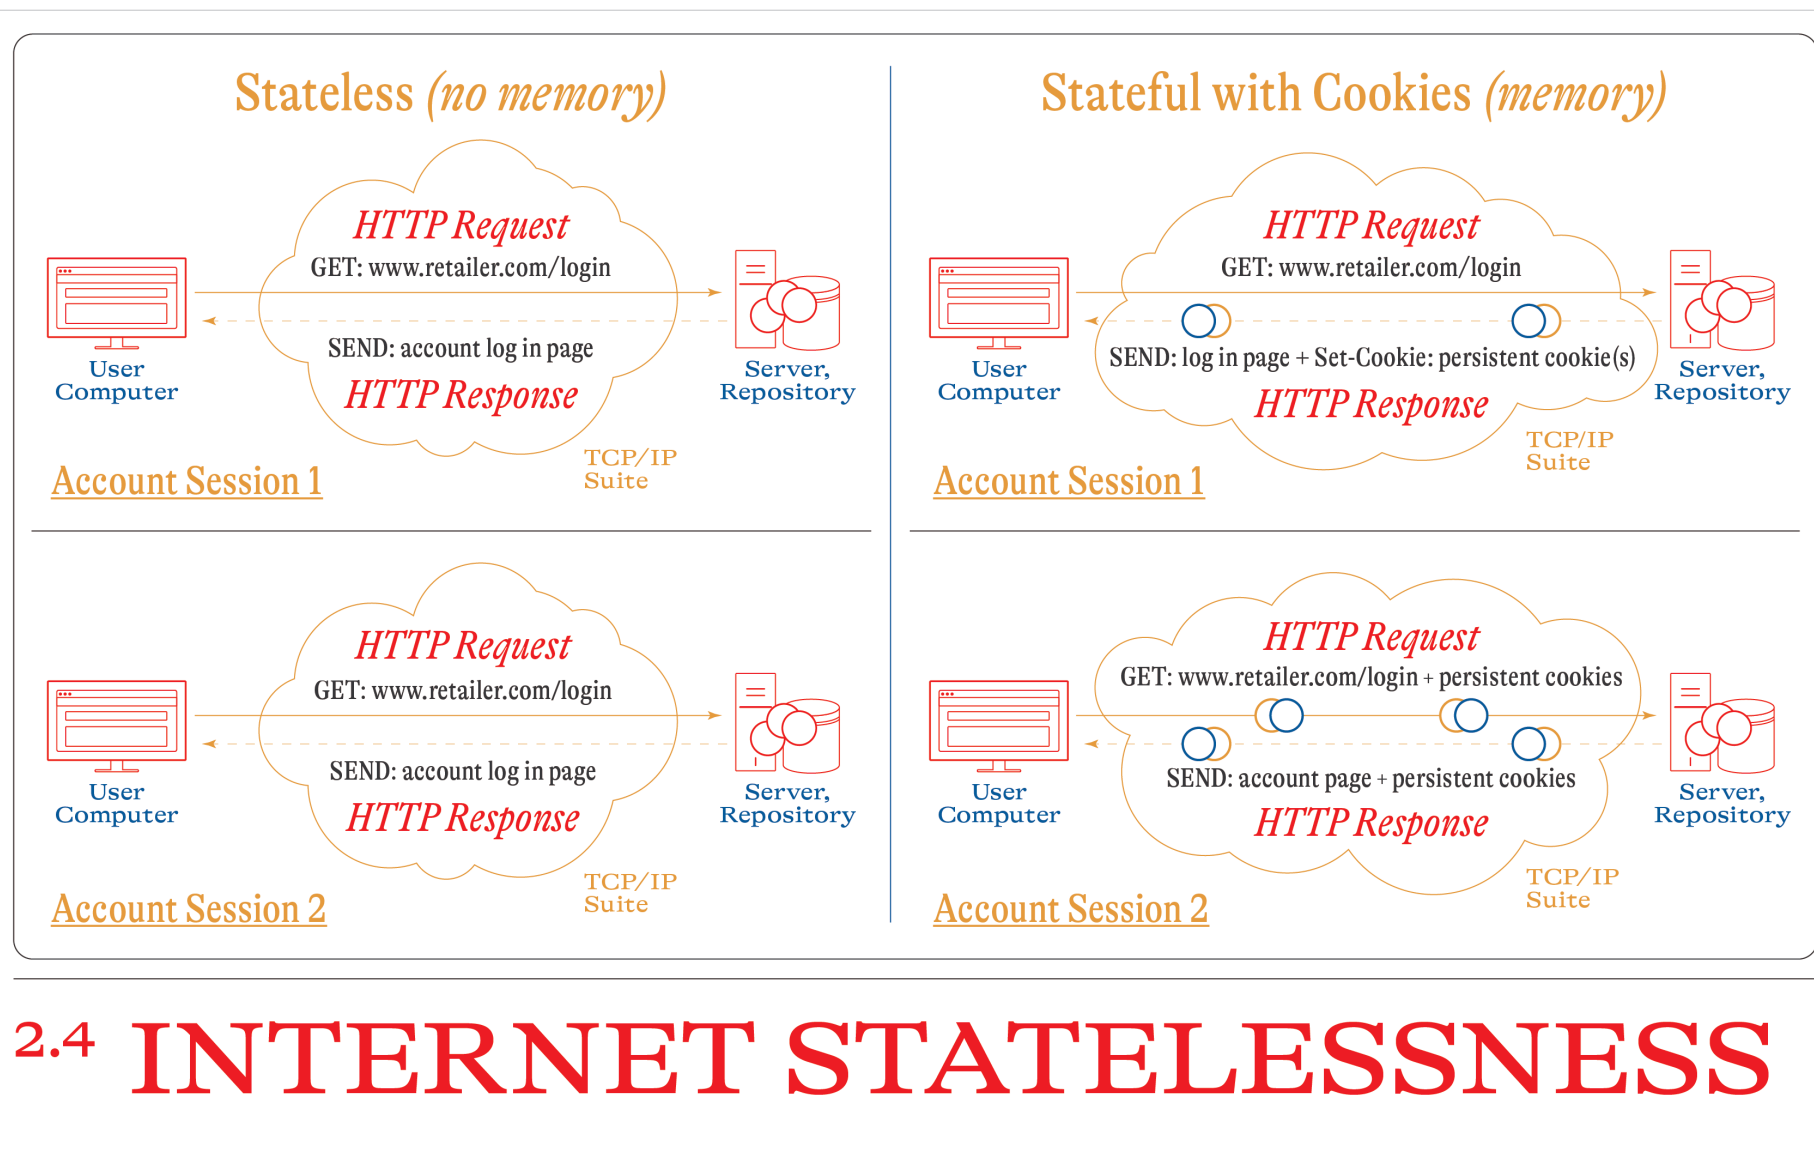 Stateless (no memory)
HTTP Request
GET: www.retailer.com/login
SEND: account log in page
HTTP Response
User
Computer
Server,
Repository
TCP/IP
Suite
Account Session 1
HTTP Request
GET: www.retailer.com/login
SEND: account log in page
HTTP Response
User
Computer
Server,
Repository
TCP/IP
Suite
Account Session 2
Stateful with Cookies (memory)
HTTP Request
GET: www.retailer.com/login
SEND: log in page + Set-Cookie: persistent cookie(s)
HTTP Response
User
Computer
Server,
Repository
TCP/IP
Suite
Account Session 1
HTTP Request
GET: www.retailer.com/login + persistent cookies
SEND: account page + persistent cookies
HTTP Response
User
Computer
Server,
Repository
TCP/IP
Suite
Account Session 2
2.4 INTERNET STATELESSNESS